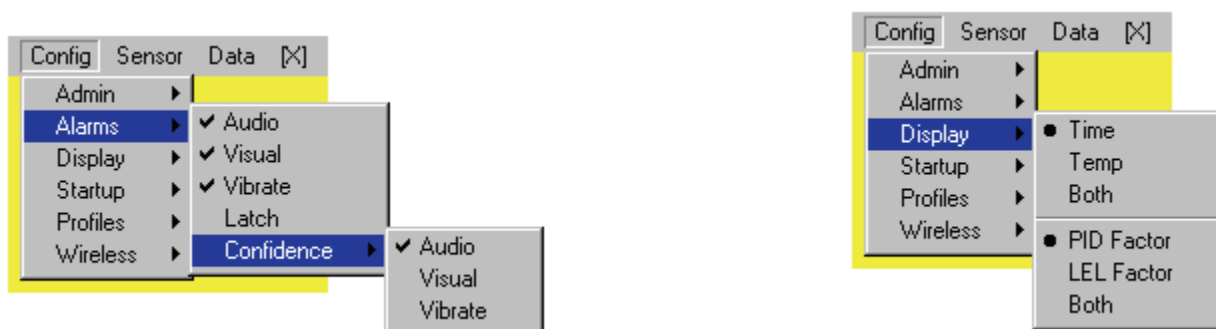 Config Sensor Data [X]
Admin
Alarms
Display
Startup
Profiles
Wireless
Audio
Visual
Vibrate
Latch
Confidence
Audio
Visual
Vibrate
Config Sensor Data [X]
Admin
Alarms
Display
Startup
Profiles
Wireless
Time
Temp
Both
PID Factor
LEL Factor
Both